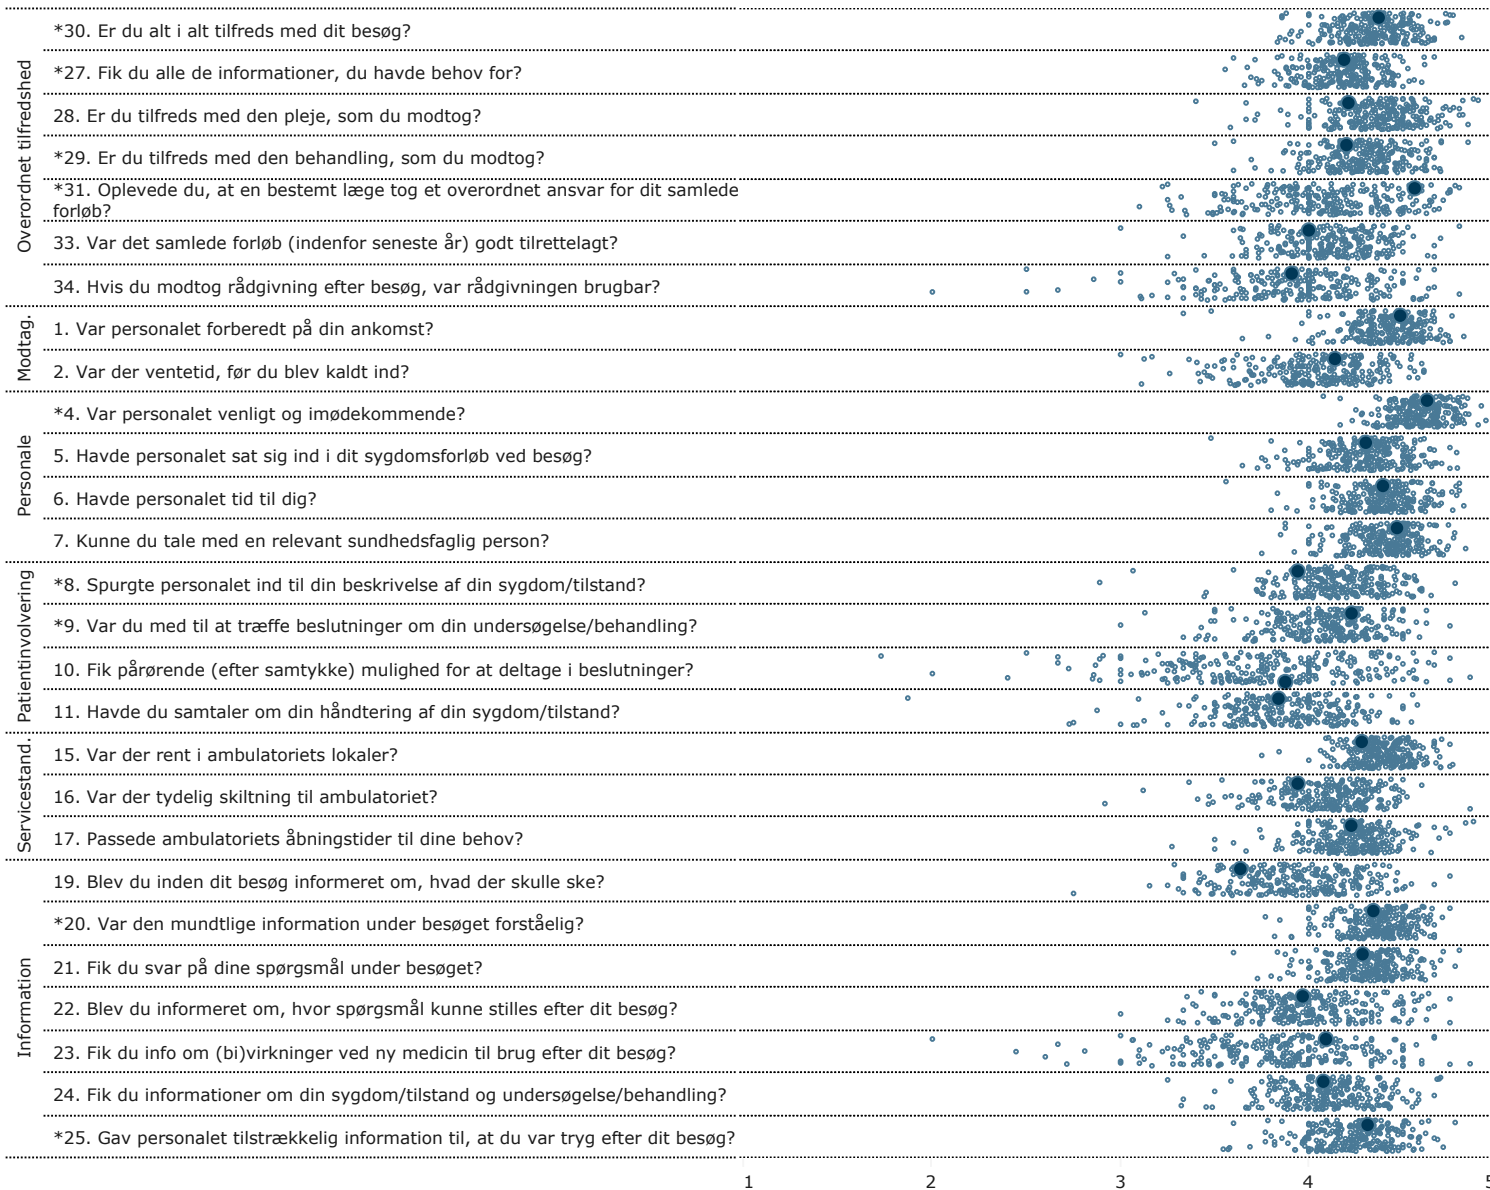 Overordnet tilfredshed
*30. Er du alt i alt tilfreds med dit besøg?
*27. Fik du alle de informationer, du havde behov for?
28. Er du tilfreds med den pleje, som du modtog?
*29. Er du tilfreds med den behandling, som du modtog?
*31. Oplevede du, at en bestemt læge tog et overordnet ansvar for dit samlede
forløb?
33. Var det samlede forløb (indenfor seneste år) godt tilrettelagt?
34. Hvis du modtog rådgivning efter besøg, var rådgivningen brugbar?
Modtag.
1. Var personalet forberedt på din ankomst?
2. Var der ventetid, før du blev kaldt ind?
Personale
*4. Var personalet venligt og imødekommende?
5. Havde personalet sat sig ind i dit sygdomsforløb ved besøg?
6. Havde personalet tid til dig?
7. Kunne du tale med en relevant sundhedsfaglig person?
Patientinvolvering
*8. Spurgte personalet ind til din beskrivelse af din sygdom/tilstand?
*9. Var du med til at træffe beslutninger om din undersøgelse/behandling?
10. Fik pårørende (efter samtykke) mulighed for at deltage i beslutninger?
11. Havde du samtaler om din håndtering af din sygdom/tilstand?
Servicestand.
15. Var der rent i ambulatoriets lokaler?
16. Var der tydelig skiltning til ambulatoriet?
17. Passede ambulatoriets åbningstider til dine behov?
Information
19. Blev du inden dit besøg informeret om, hvad der skulle ske?
*20. Var den mundtlige information under besøget forståelig?
21. Fik du svar på dine spørgsmål under besøget?
22. Blev du informeret om, hvor spørgsmål kunne stilles efter dit besøg?
23. Fik du info om (bi)virkninger ved ny medicin til brug efter dit besøg?
24. Fik du informationer om din sygdom/tilstand og undersøgelse/behandling?
*25. Gav personalet tilstrækkelig information til, at du var tryg efter dit besøg?
1 2 3 4 5